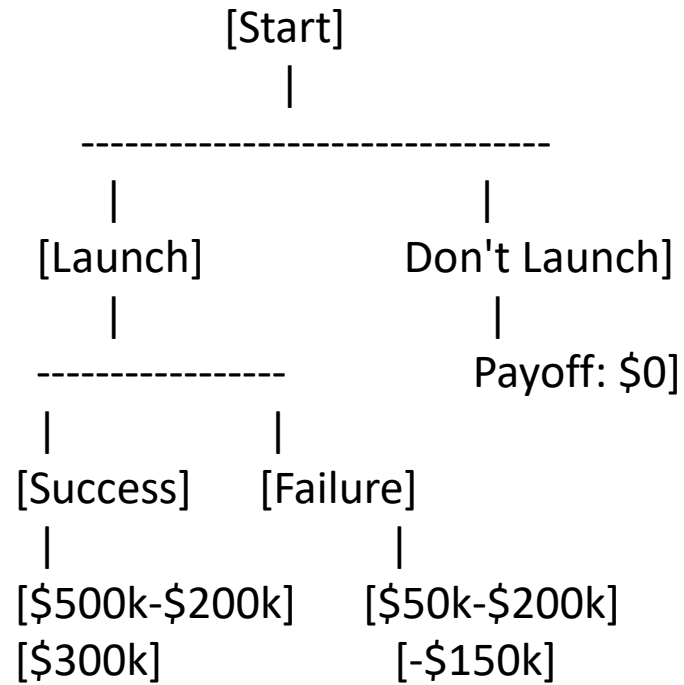 [Start]
|
--------------------------------
| |
[Launch] Don't Launch]
| |
----------------- Payoff: $0]
| |
[Success] [Failure]
| |
[$500k-$200k] [$50k-$200k]
[$300k] [-$150k]